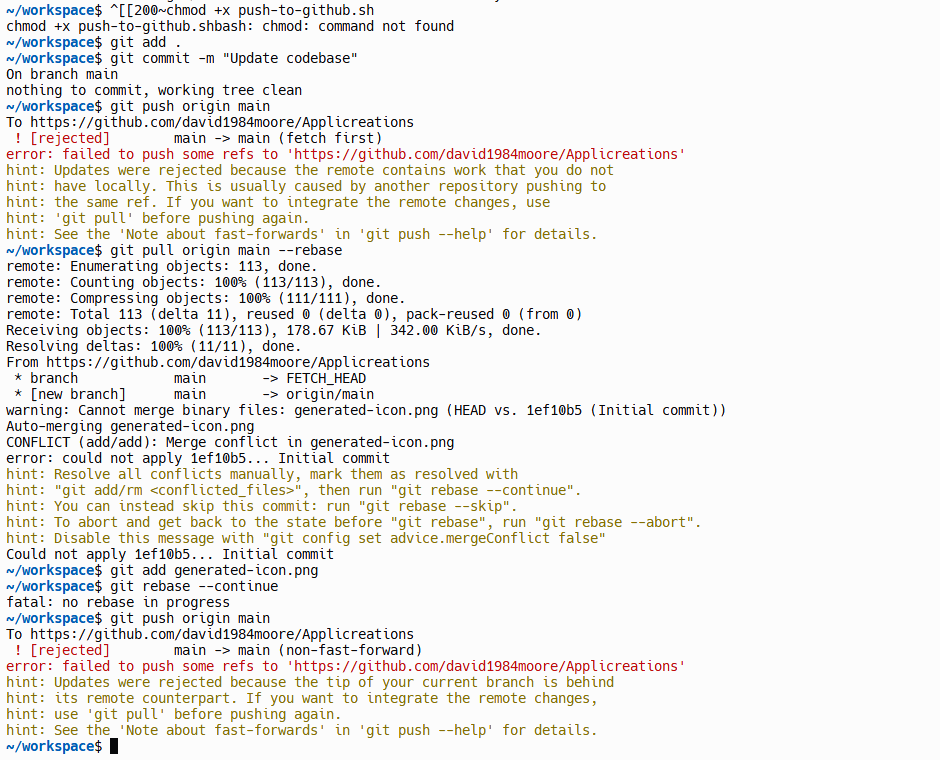 ~/workspace$ ^[[200~chmod +x push-to-github.sh
chmod +x push-to-github.shbash: chmod: command not found
~/workspace$ git add .
~/workspace$ git commit -m "Update codebase"
On branch main
nothing to commit, working tree clean
~/workspace$ git push origin main
To https://github.com/david1984moore/Applicreations
 ! [rejected]        main -> main (fetch first)
error: failed to push some refs to 'https://github.com/david1984moore/Applicreations'
hint: Updates were rejected because the remote contains work that you do not
hint: have locally. This is usually caused by another repository pushing to
hint: the same ref. If you want to integrate the remote changes, use
hint: 'git pull' before pushing again.
hint: See the 'Note about fast-forwards' in 'git push --help' for details.
~/workspace$ git pull origin main --rebase
remote: Enumerating objects: 113, done.
remote: Counting objects: 100% (113/113), done.
remote: Compressing objects: 100% (111/111), done.
remote: Total 113 (delta 11), reused 0 (delta 0), pack-reused 0 (from 0)
Receiving objects: 100% (113/113), 178.67 KiB | 342.00 KiB/s, done.
Resolving deltas: 100% (11/11), done.
From https://github.com/david1984moore/Applicreations
 * branch            main       -> FETCH_HEAD
 * [new branch]      main       -> origin/main
warning: Cannot merge binary files: generated-icon.png (HEAD vs. 1ef10b5 (Initial commit))
Auto-merging generated-icon.png
CONFLICT (add/add): Merge conflict in generated-icon.png
error: could not apply 1ef10b5... Initial commit
hint: Resolve all conflicts manually, mark them as resolved with
hint: "git add/rm <conflicted_files>", then run "git rebase --continue".
hint: You can instead skip this commit: run "git rebase --skip".
hint: To abort and get back to the state before "git rebase", run "git rebase --abort".
hint: Disable this message with "git config set advice.mergeConflict false"
Could not apply 1ef10b5... Initial commit
~/workspace$ git add generated-icon.png
~/workspace$ git rebase --continue
fatal: no rebase in progress
~/workspace$ git push origin main
To https://github.com/david1984moore/Applicreations
 ! [rejected]        main -> main (non-fast-forward)
error: failed to push some refs to 'https://github.com/david1984moore/Applicreations'
hint: Updates were rejected because the tip of your current branch is behind
hint: its remote counterpart. If you want to integrate the remote changes,
hint: use 'git pull' before pushing again.
hint: See the 'Note about fast-forwards' in 'git push --help' for details.
~/workspace$